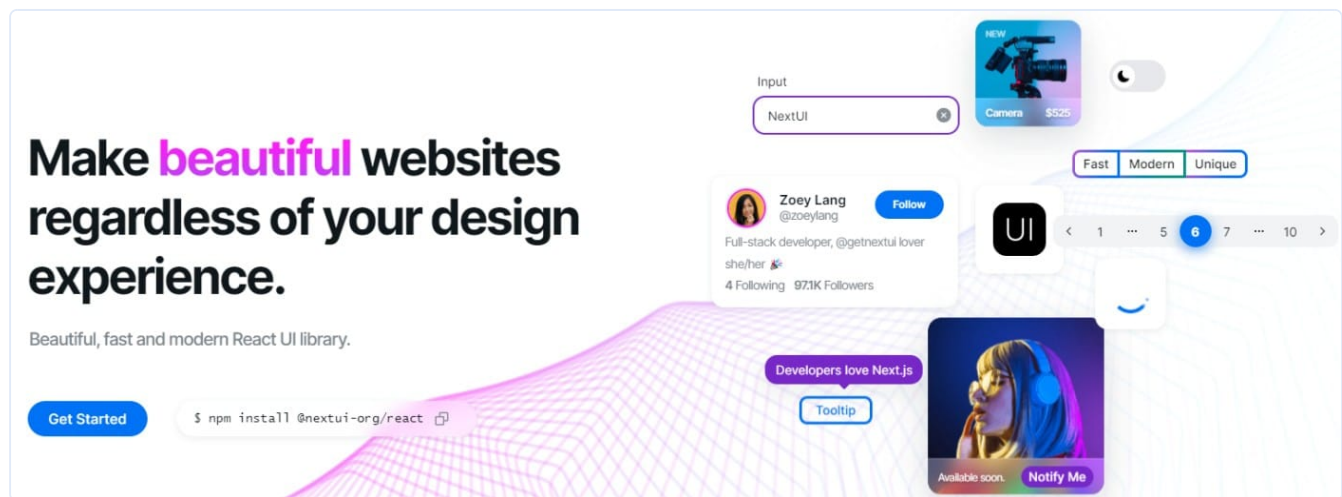 Make beautiful websites
regardless of your design
experience.
Beautiful, fast and modern React UI library.
Get Started
$ npm install @nextui-org/react
Input
NextUI
NEW
Camera $525
Fast Modern Unique
Zoey Lang
@zoeylang
Follow
Full-stack developer, @getnextui lover
she/her 🎉
4 Following 97.1K Followers
UI
< 1 ... 5 6 7 ... 10 >
Developers love Next.js
Tooltip
Available soon. Notify Me